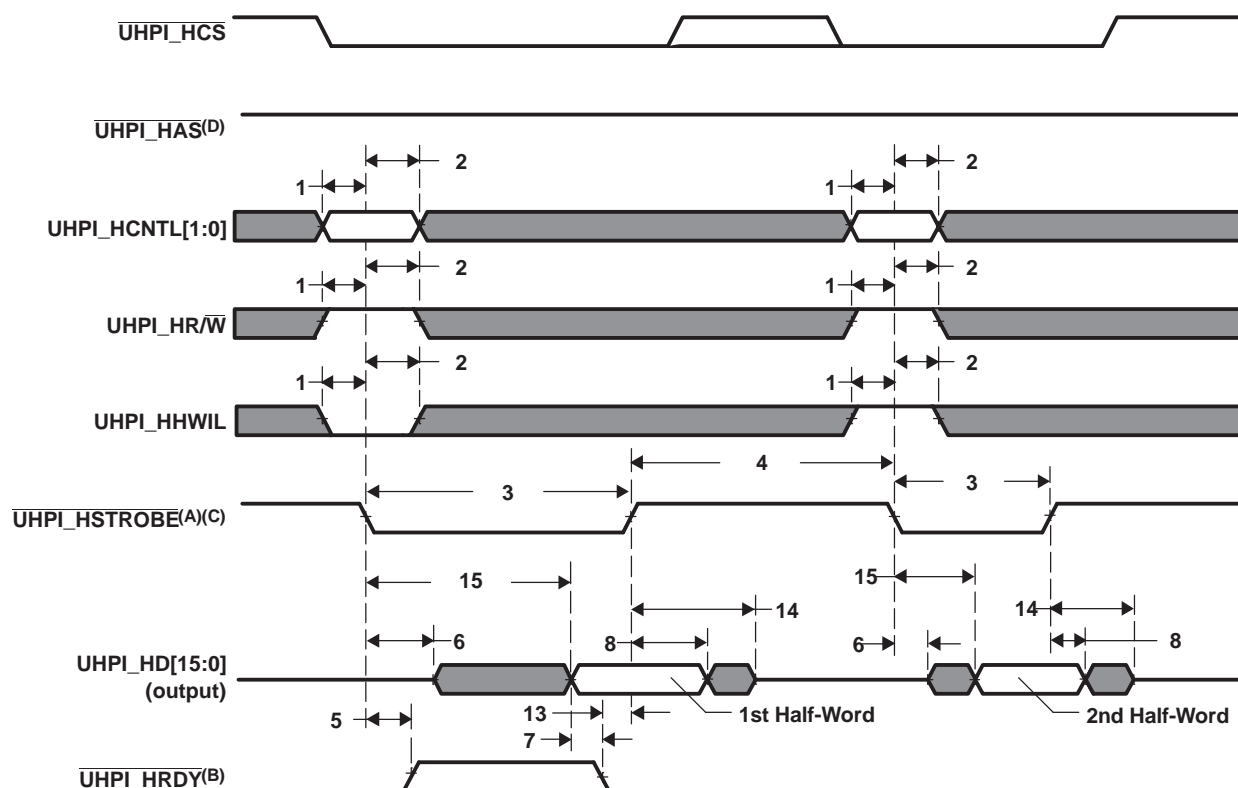 UHPI_HCS
UHPI_HAS(D)
2 2
1 1
UHPI_HCNTL[1:0]
2 2
1 1
UHPI_HR/W
2 2
1 1
UHPI_HHWIL
4
3 3
UHPI_HSTROBE(A)(C)
15 15
14 14
6 8 6 8
UHPI_HD[15:0]
(output)
5 13 1st Half-Word 2nd Half-Word
7
UHPI_HRDY(B)